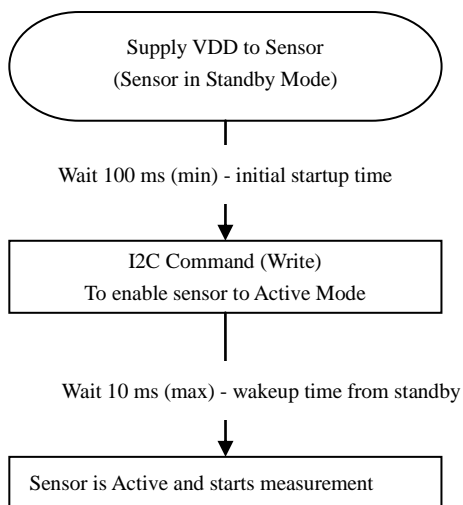 Supply VDD to Sensor
(Sensor in Standby Mode)
Wait 100 ms (min) - initial startup time
I2C Command (Write)
To enable sensor to Active Mode
Wait 10 ms (max) - wakeup time from standby
Sensor is Active and starts measurement